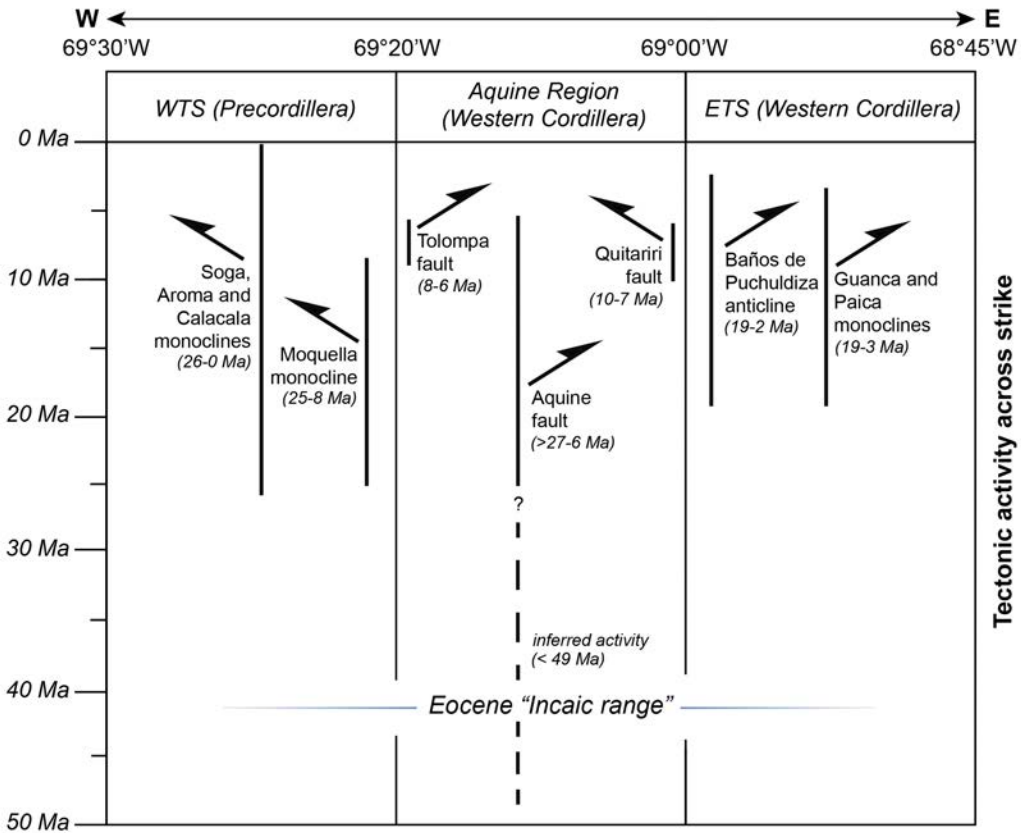 W E
69°30'W 69°20'W 69°00'W 68°45'W
WTS (Precordillera)
Aquine Region
(Western Cordillera)
ETS (Western Cordillera)
0 Ma
10 Ma
20 Ma
30 Ma
40 Ma
50 Ma
Soga,
Aroma and
Calacala
monoclines
(26-0 Ma)
Moquella
monocline
(25-8 Ma)
Tolompa
fault
(8-6 Ma)
Aquine
fault
(>27-6 Ma)
?
inferred activity
(< 49 Ma)
Quitariri
fault
(10-7 Ma)
Baños de
Puchuldiza
anticline
(19-2 Ma)
Guanca and
Paica
monoclines
(19-3 Ma)
Eocene “Incaic range”
Tectonic activity across strike